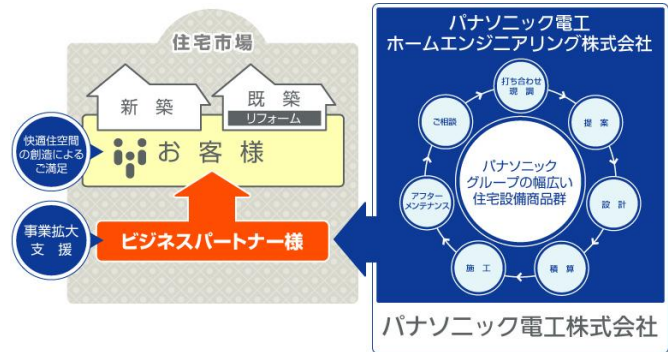 住宅市場
新築
既築
リフォーム
快適住空間
の創造による
ご満足
お客様
事業拡大
支援
ビジネスパートナー様
パナソニック電工
ホームエンジニアリング株式会社
打ち合わせ
現調
提案
設計
積算
施工
アフター
メンテナンス
ご相談
パナソニック
グループの幅広い
住宅設備商品群
パナソニック電工株式会社